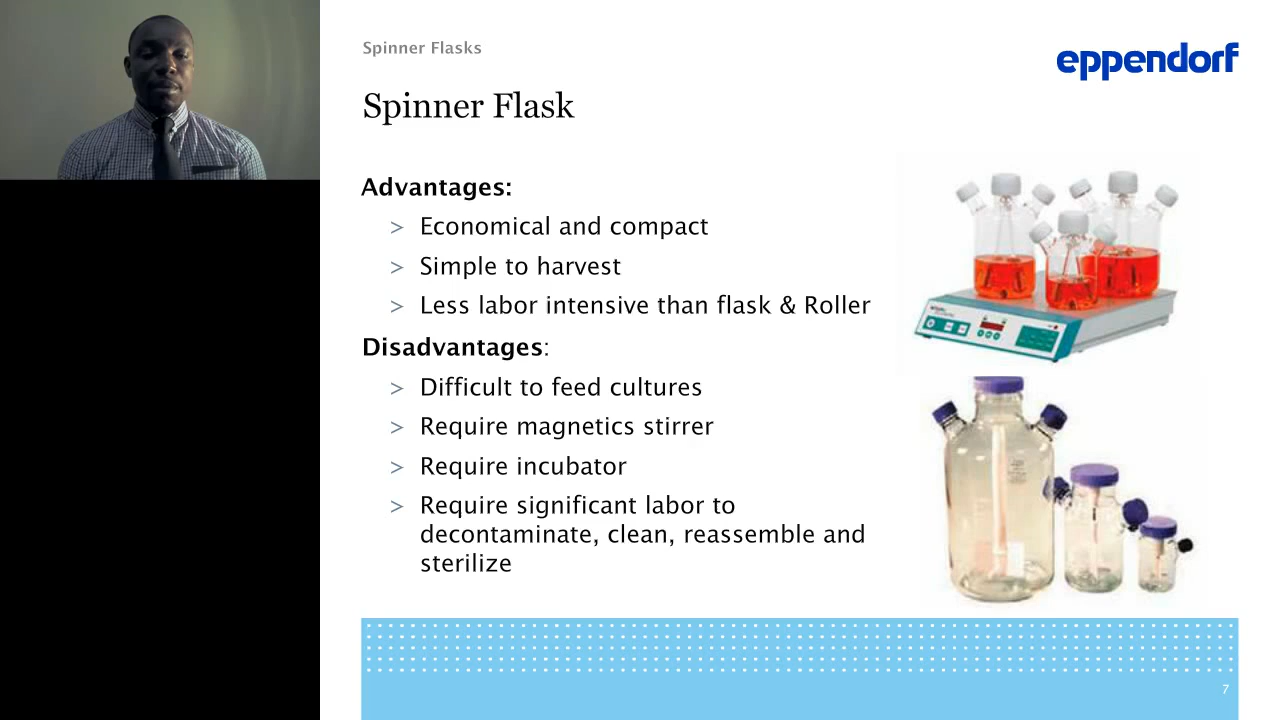 Spinner Flasks
eppendorf
Spinner Flask
Advantages:
> Economical and compact
> Simple to harvest
> Less labor intensive than flask & Roller
Disadvantages:
> Difficult to feed cultures
> Require magnetics stirrer
> Require incubator
> Require significant labor to
decontaminate, clean, reassemble and
sterilize
7